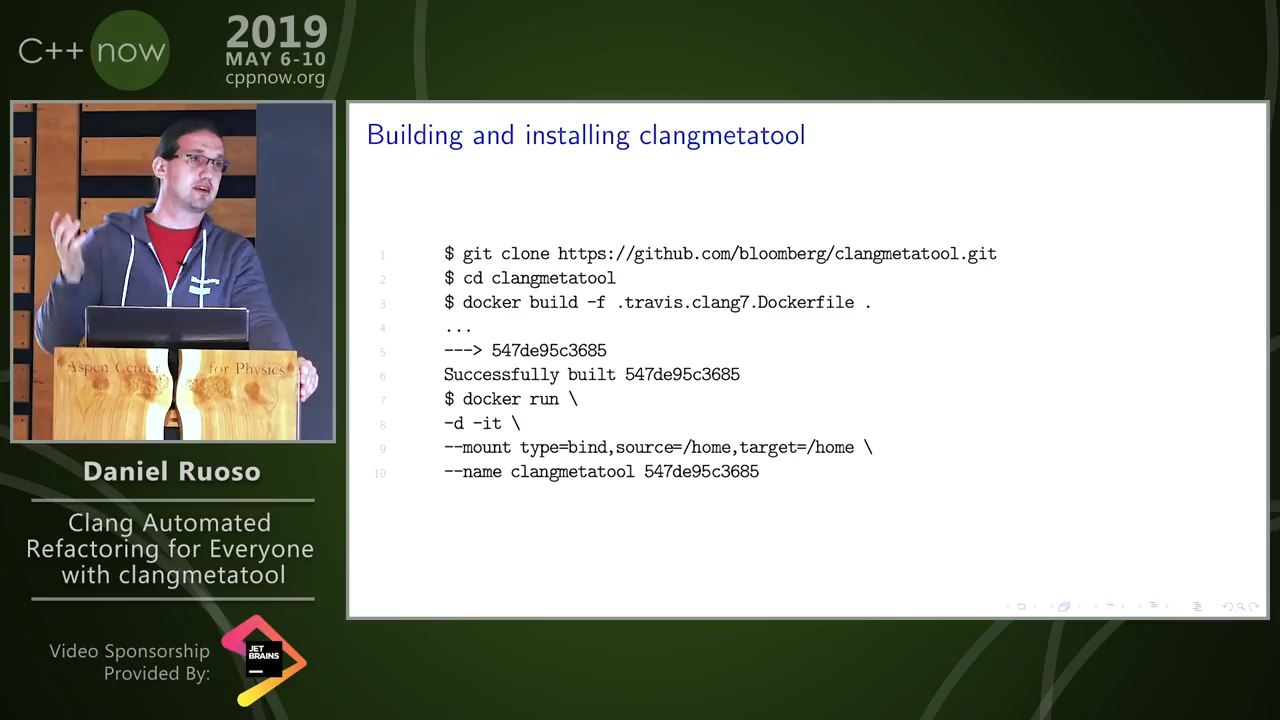 C++ now
2019
MAY 6-10
cppnow.org
Building and installing clangmetatool
1 $ git clone https://github.com/bloomberg/clangmetatool.git
2 $ cd clangmetatool
3 $ docker build -f .travis.clang7.Dockerfile .
4 ...
5 ---> 547de95c3685
6 Successfully built 547de95c3685
7 $ docker run \
8 -d -it \
9 --mount type=bind,source=/home,target=/home \
10 --name clangmetatool 547de95c3685
Aspen Center for Physics
Daniel Ruoso
Clang Automated
Refactoring for Everyone
with clangmetatool
Video Sponsorship
Provided By:
JET
BRAINS